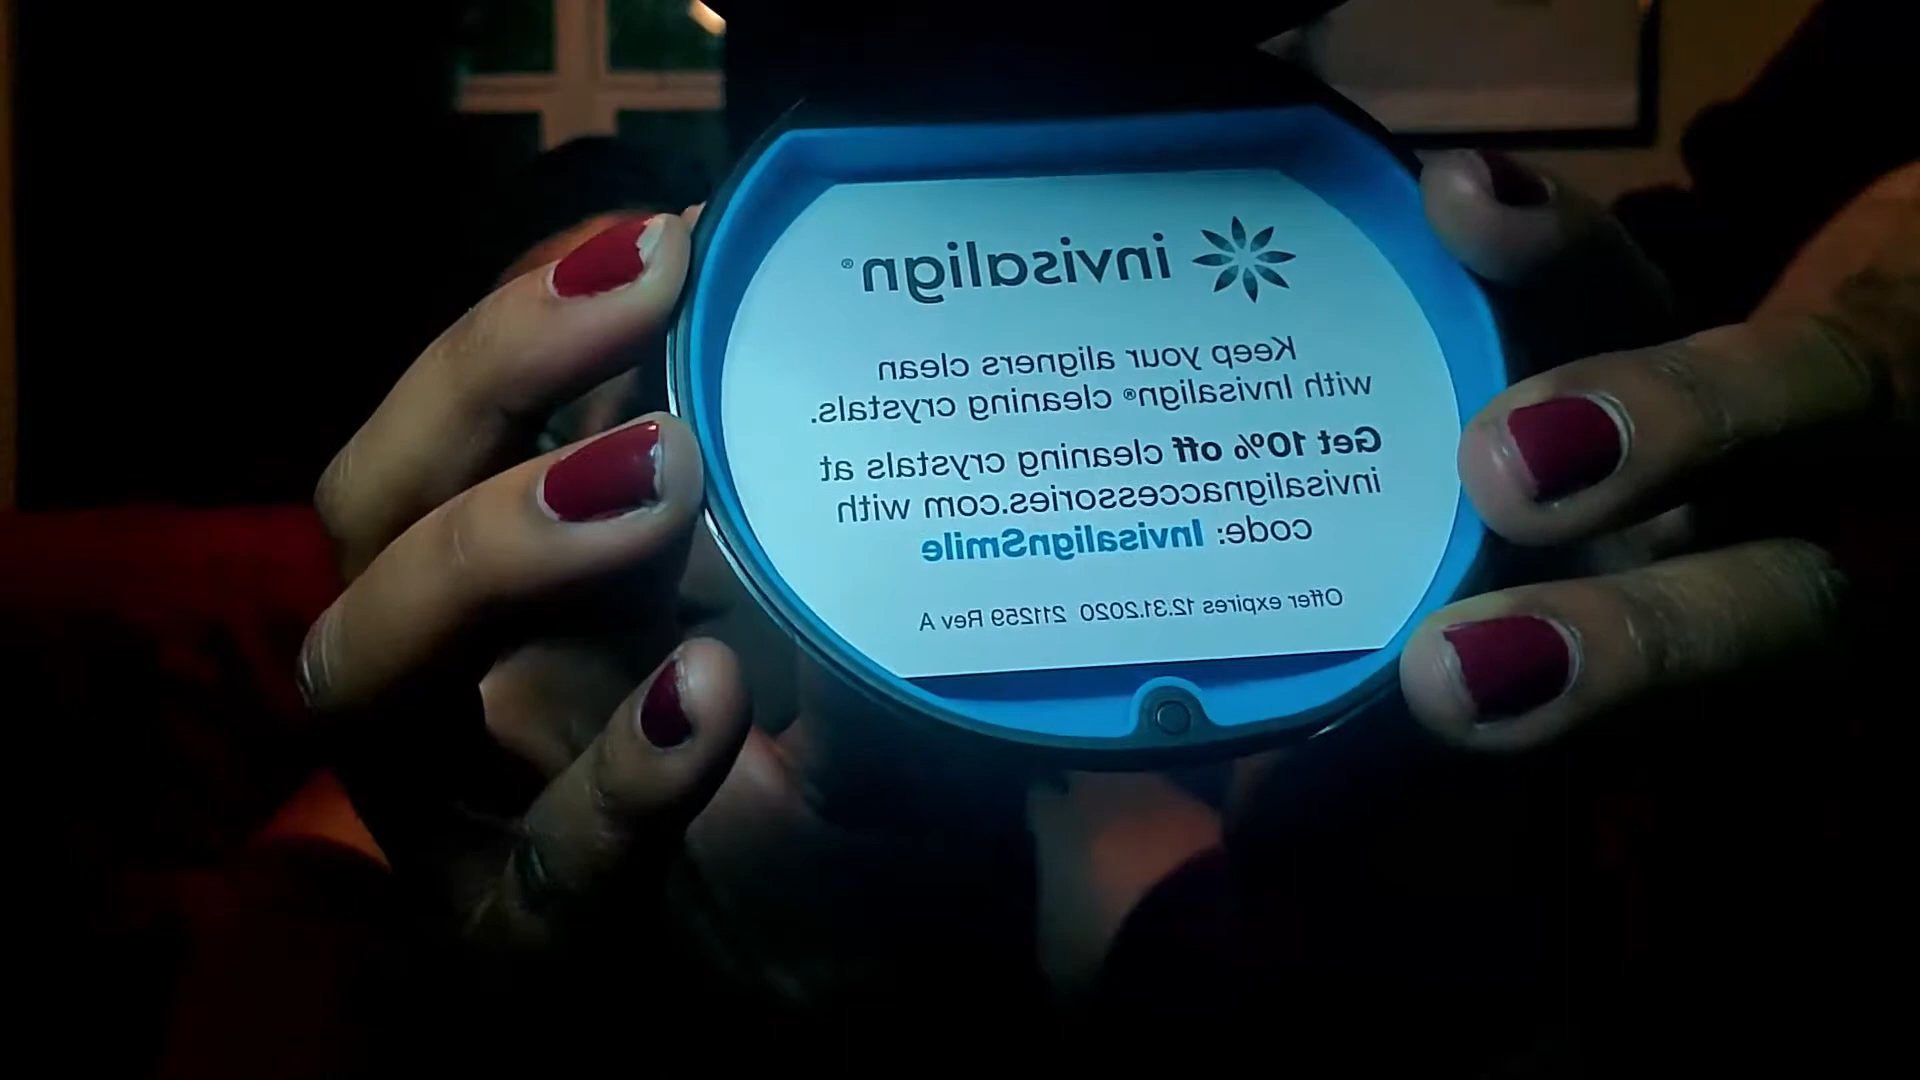 invisalign®
Keep your aligners clean
with Invisalign® cleaning crystals.
Get 10% off cleaning crystals at
invisalignaccessories.com with
code: InvisalignSmile
Offer expires 12.31.2020 211259 Rev A